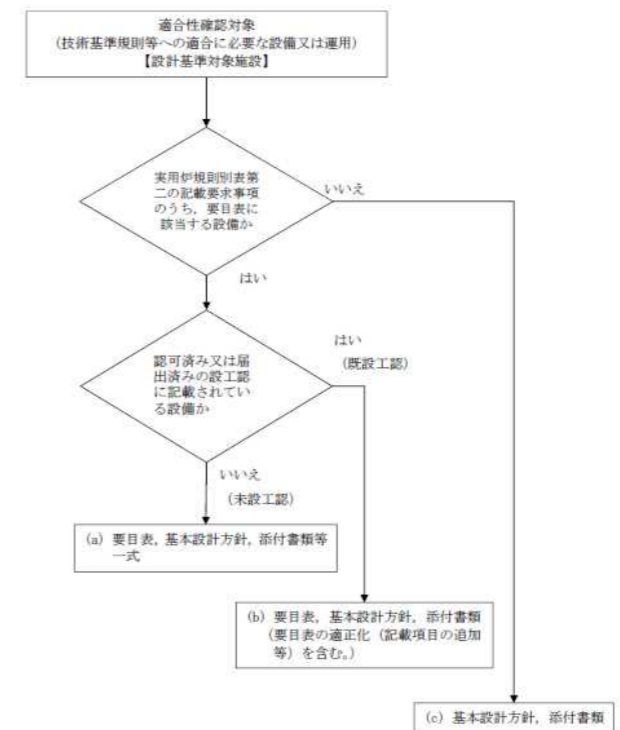 適合性確認対象
(技術基準規則等への適合に必要な設備又は運用)
【設計基準対象施設】
実用炉規則別表第
二の記載要求事項
のうち，要目表に
該当する設備か
いいえ
はい
認可済み又は届
出済みの設工認
に記載されてい
る設備か
はい
(既設工認)
いいえ
(未設工認)
(a) 要目表，基本設計方針，添付書類等
一式
(b) 要目表，基本設計方針，添付書類
(要目表の適正化（記載項目の追加
等）を含む。)
(c) 基本設計方針，添付書類